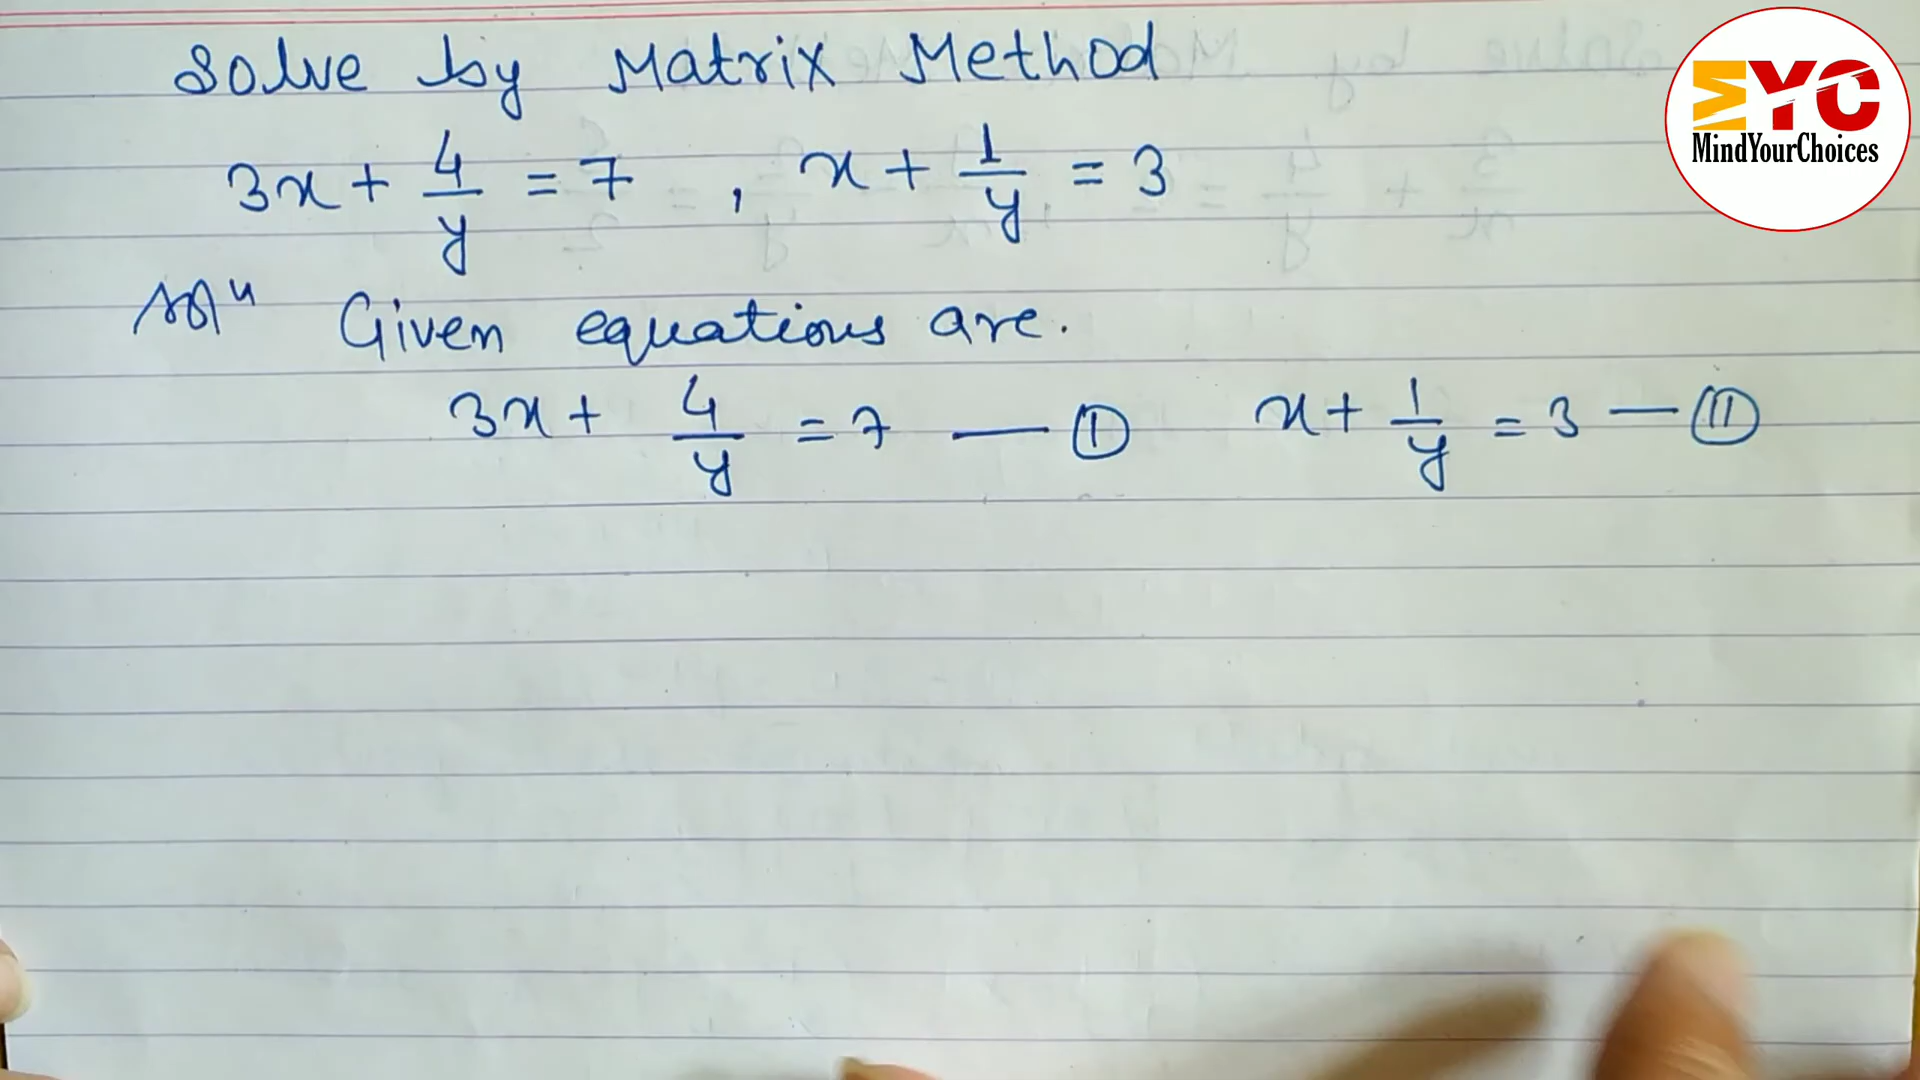 Solve by Matrix Method
3x + 4/y = 7 , x + 1/y = 3
Solⁿ Given equations are.
3x + 4/y = 7 — (I) x + 1/y = 3 — (II)
MYC
MindYourChoices